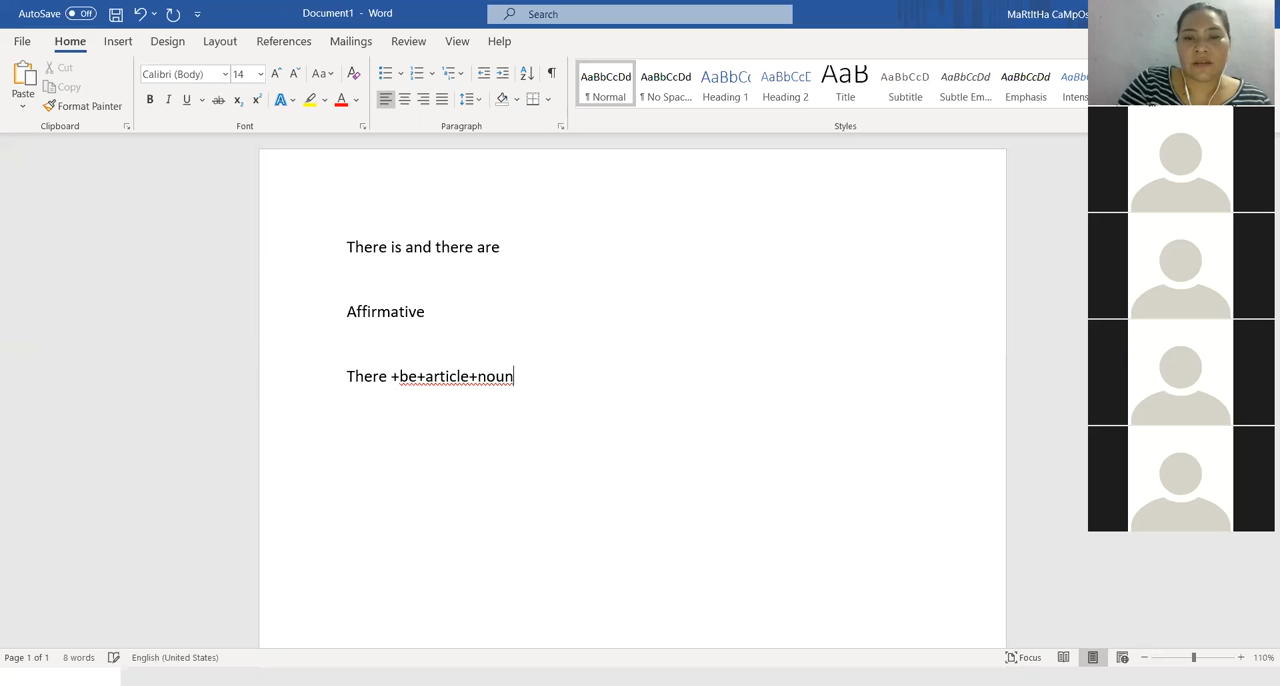 AutoSave Off Document1 - Word Search MaRtItHa CaMpOs
File Home Insert Design Layout References Mailings Review View Help
Paste Cut Copy Format Painter
Calibri (Body) 14
AaBbCcDd AaBbCcDd AaBbCc AaBbCcE AaB AaBbCcD AaBbCcDd AaBbCcDd AaBbCc
¶ Normal ¶ No Spac... Heading 1 Heading 2 Title Subtitle Subtle Em... Emphasis Intens
Clipboard Font Paragraph Styles
There is and there are
Affirmative
There +be+article+noun
Page 1 of 1 8 words English (United States) Focus 110%